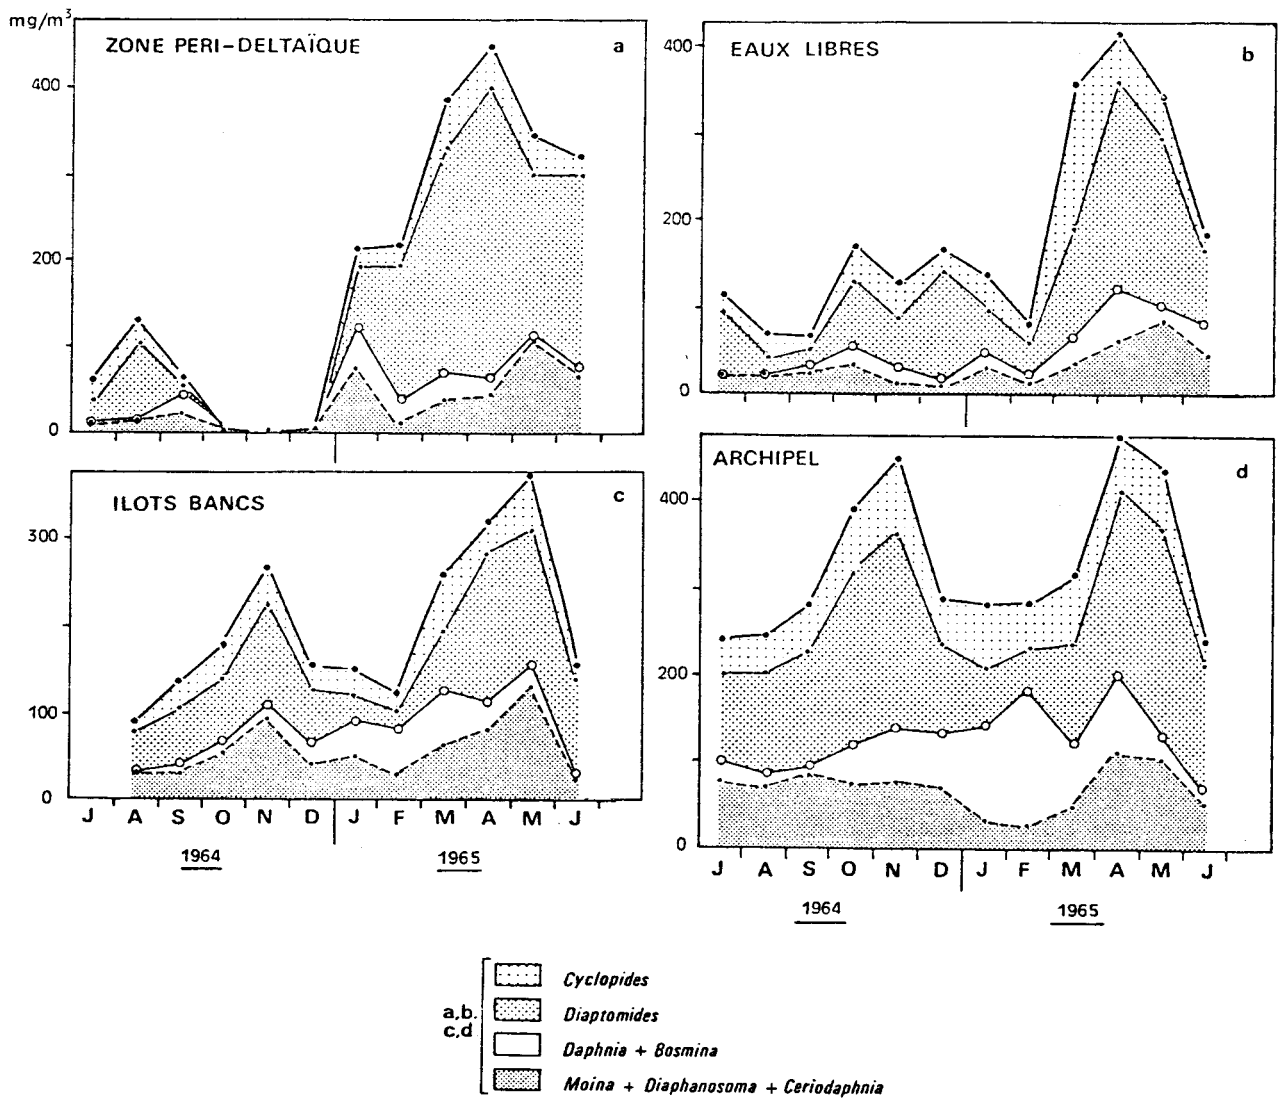 mg/m³
ZONE PERI-DELTAÏQUE a
400
200
0
EAUX LIBRES b
400
200
0
ILOTS BANCS c
300
100
0
J A S O N D J F M A M J
1964 1965
ARCHIPEL d
400
200
0
J A S O N D J F M A M J
1964 1965
a,b.
c,d
Cyclopides
Diaptomides
Daphnia + Bosmina
Moina + Diaphanosoma + Ceriodaphnia